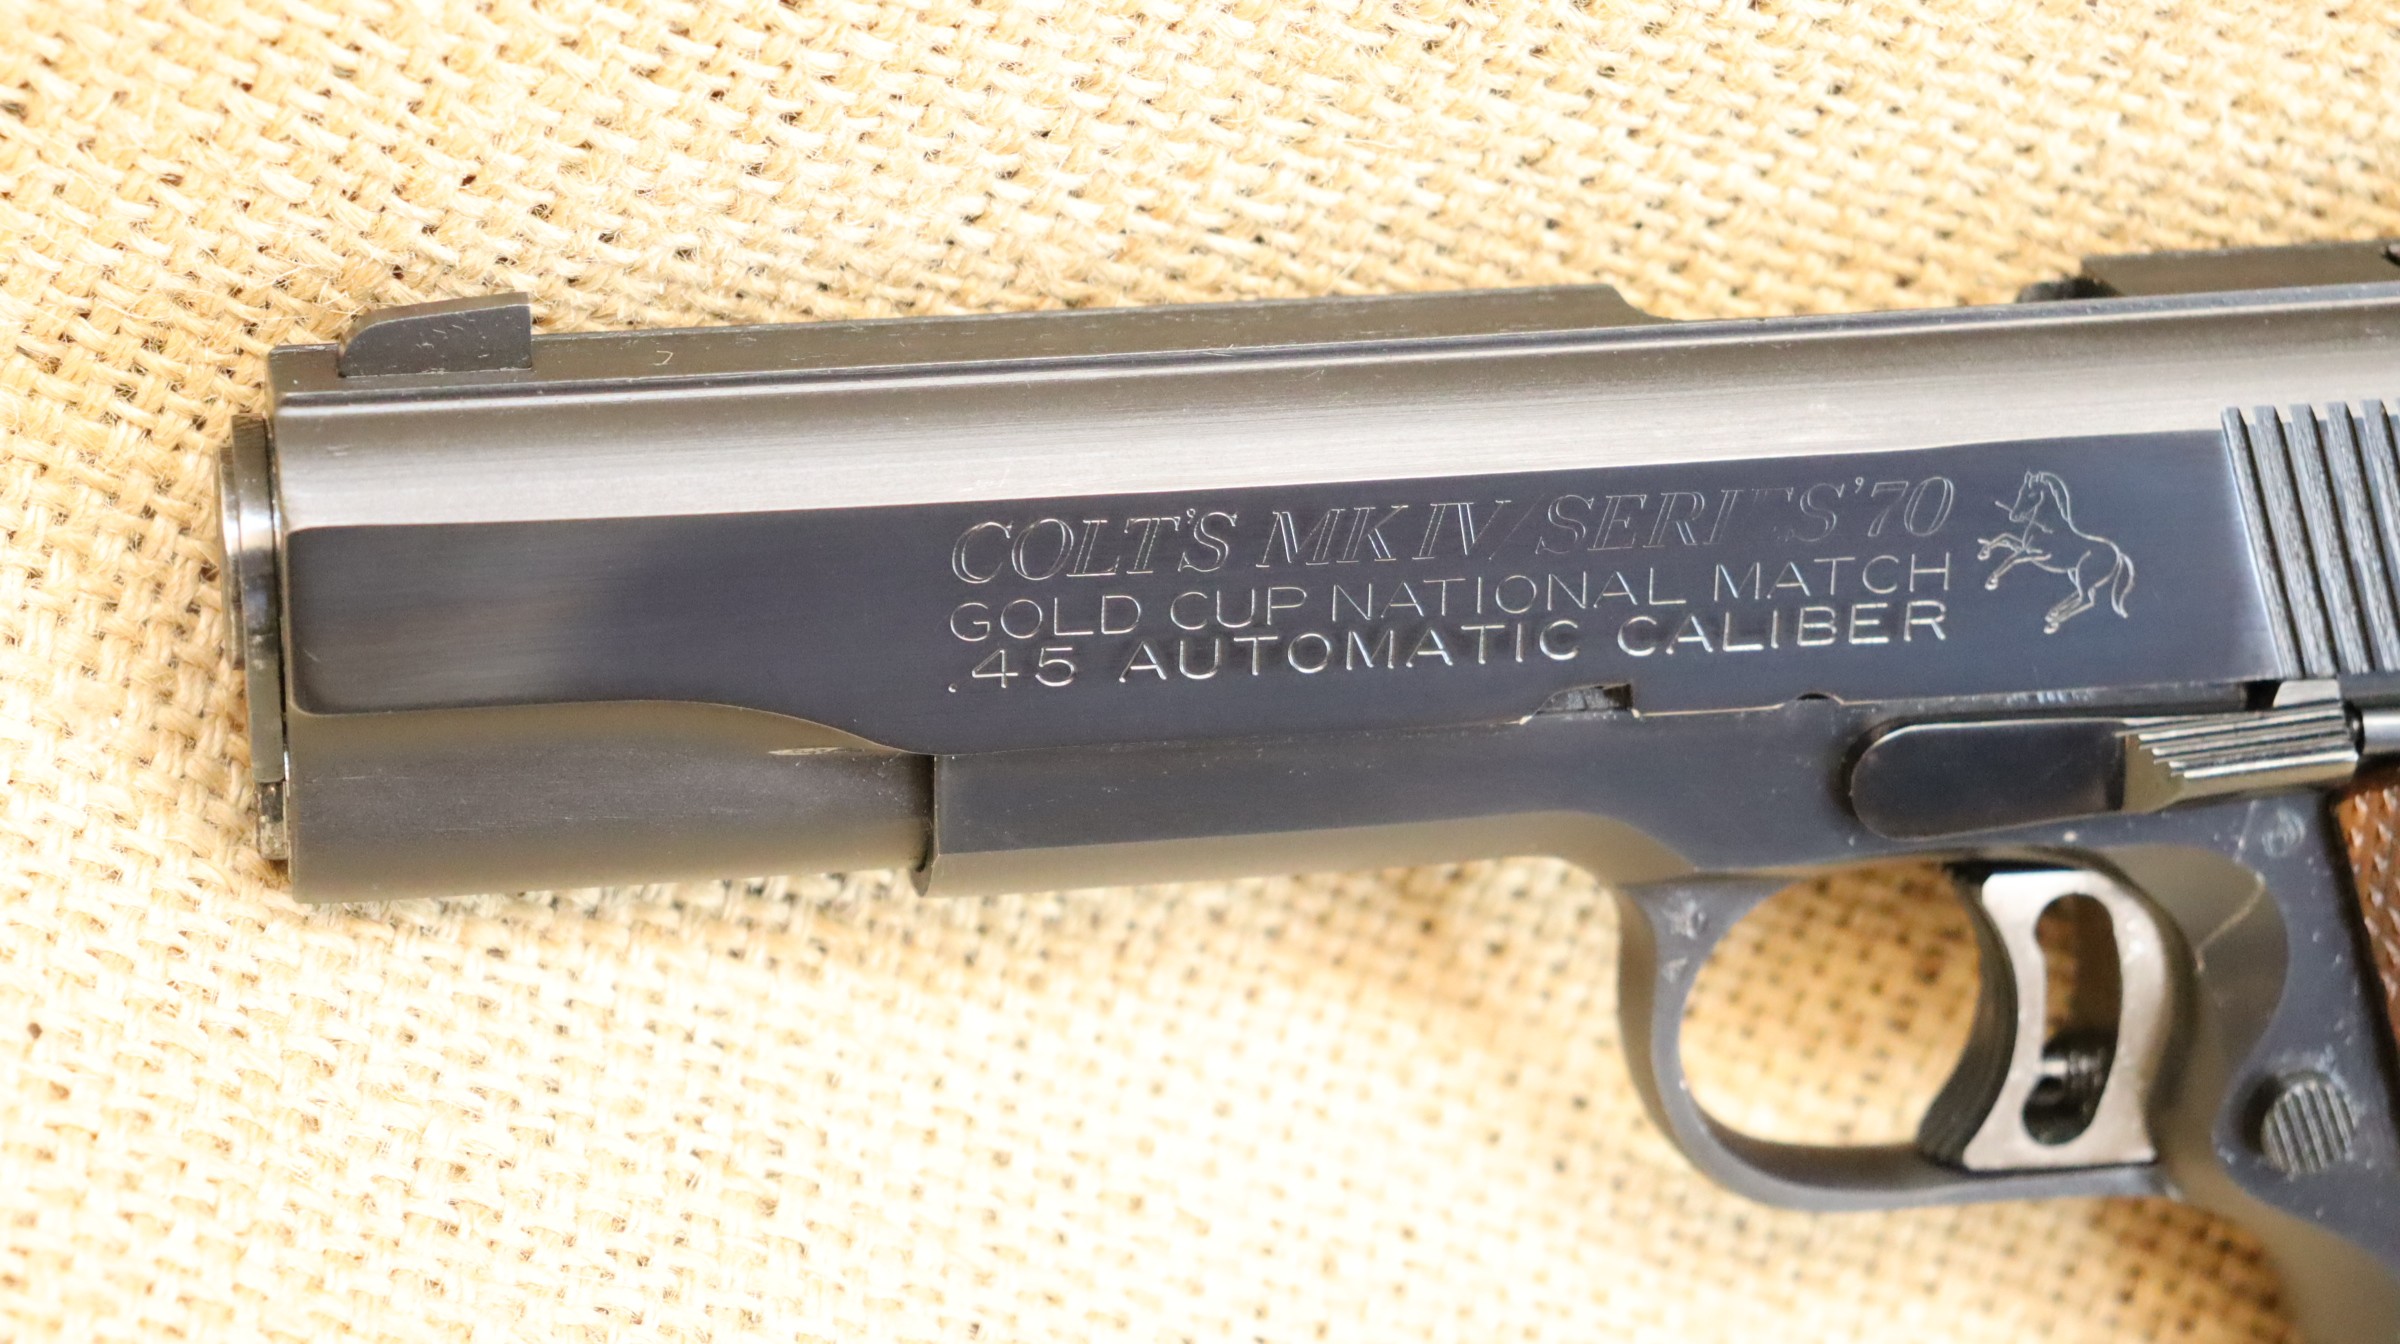 COLT'S MK IV/SERIES'70
GOLD CUP NATIONAL MATCH
.45 AUTOMATIC CALIBER